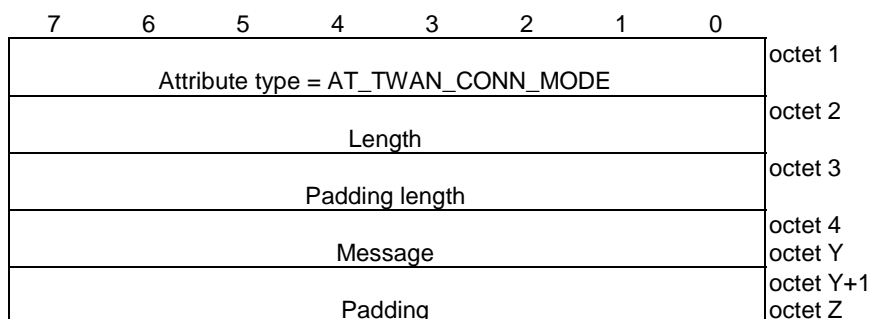 7 6 5 4 3 2 1 0
octet 1
Attribute type = AT_TWAN_CONN_MODE
octet 2
Length
octet 3
Padding length
octet 4
Message octet Y
octet Y+1
Padding octet Z